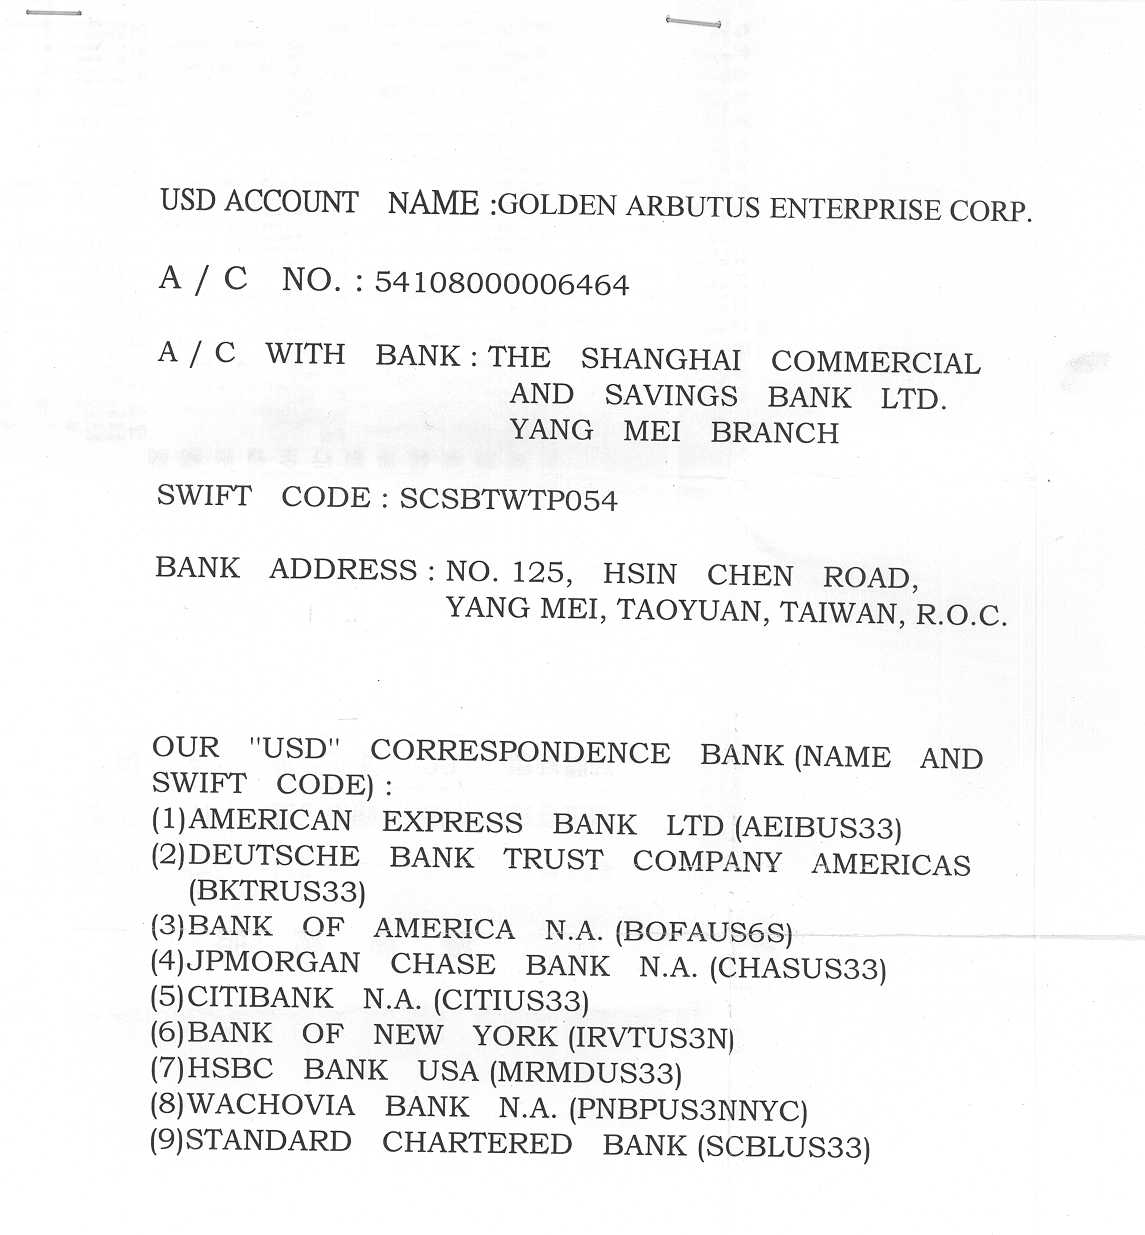 USD ACCOUNT NAME :GOLDEN ARBUTUS ENTERPRISE CORP.
A / C NO. : 54108000006464
A / C WITH BANK : THE SHANGHAI COMMERCIAL
AND SAVINGS BANK LTD.
YANG MEI BRANCH
SWIFT CODE : SCSBTWTP054
BANK ADDRESS : NO. 125, HSIN CHEN ROAD,
YANG MEI, TAOYUAN, TAIWAN, R.O.C.
OUR "USD" CORRESPONDENCE BANK (NAME AND
SWIFT CODE) :
(1)AMERICAN EXPRESS BANK LTD (AEIBUS33)
(2)DEUTSCHE BANK TRUST COMPANY AMERICAS
(BKTRUS33)
(3)BANK OF AMERICA N.A. (BOFAUS6S)
(4)JPMORGAN CHASE BANK N.A. (CHASUS33)
(5)CITIBANK N.A. (CITIUS33)
(6)BANK OF NEW YORK (IRVTUS3N)
(7)HSBC BANK USA (MRMDUS33)
(8)WACHOVIA BANK N.A. (PNBPUS3NNYC)
(9)STANDARD CHARTERED BANK (SCBLUS33)